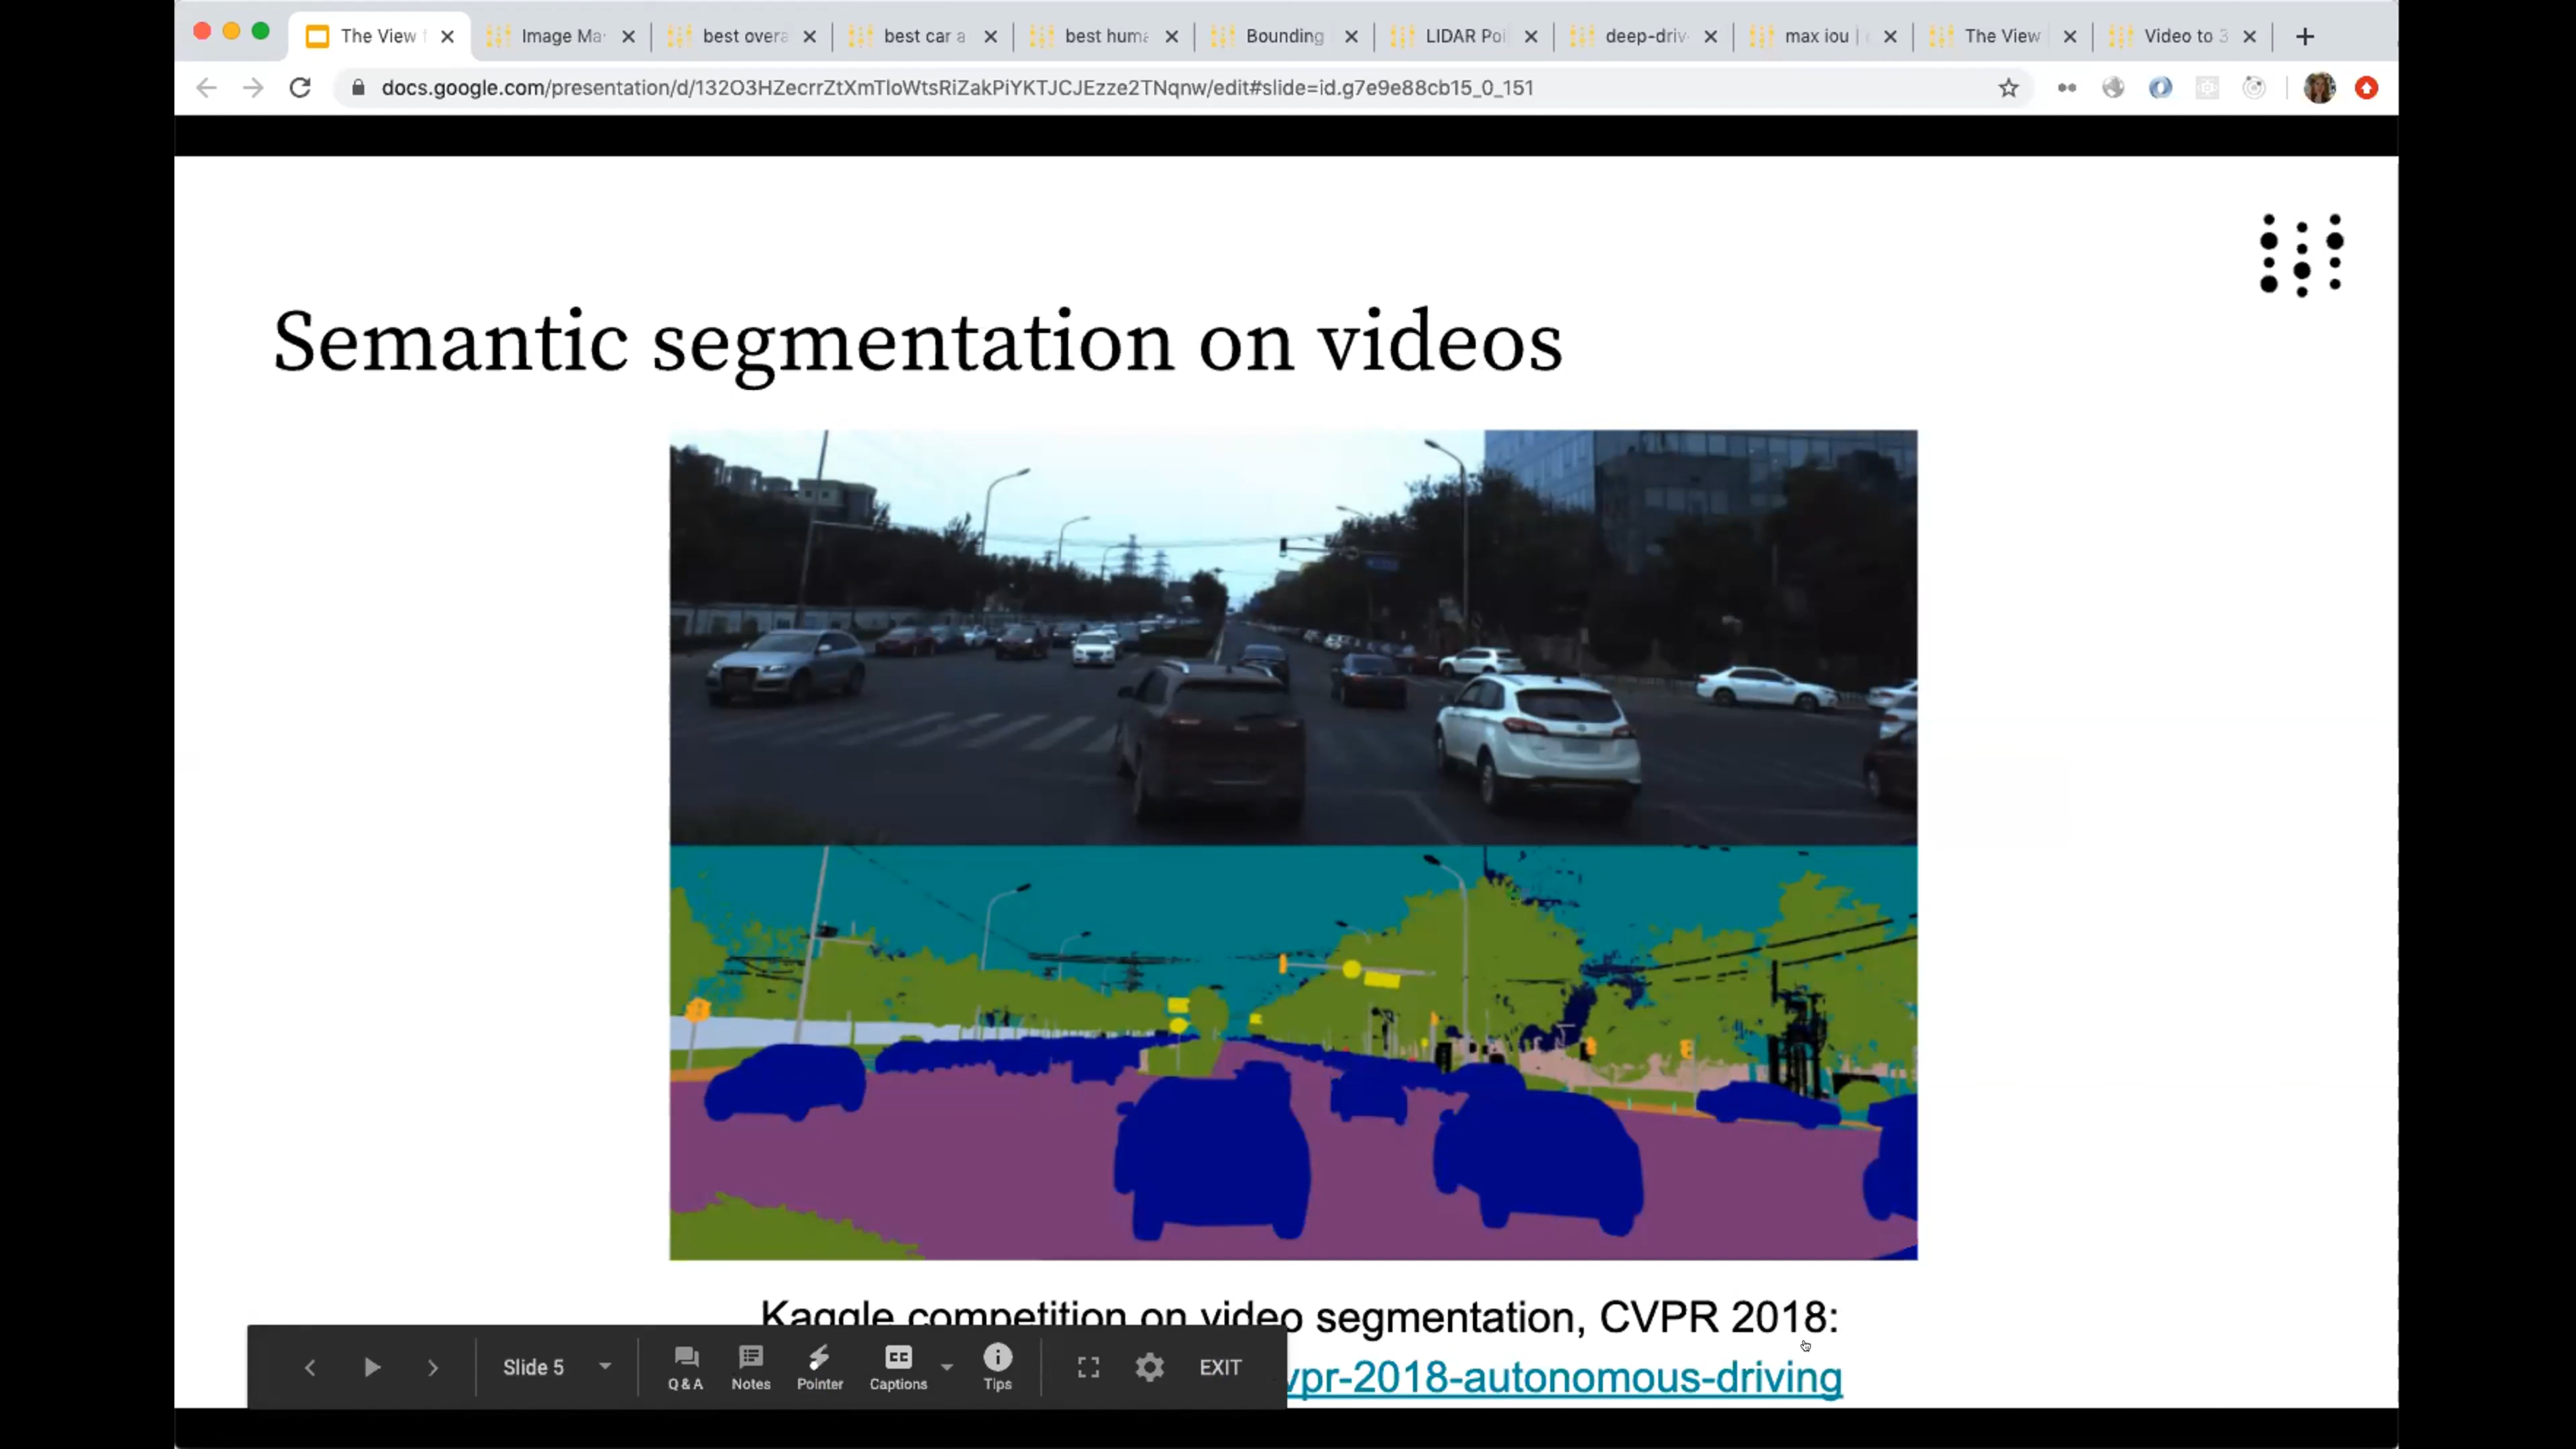 The View
Image Ma
best overa
best car a
best huma
Bounding
LIDAR Poi
deep-driv
max iou |
The View
Video to 3
docs.google.com/presentation/d/132O3HZecrrZtXmTloWtsRiZakPiYKTJCJEzze2TNqnw/edit#slide=id.g7e9e88cb15_0_151
Semantic segmentation on videos
Kaggle competition on video segmentation, CVPR 2018:
vpr-2018-autonomous-driving
Slide 5
Q & A
Notes
Pointer
CC
Captions
Tips
EXIT